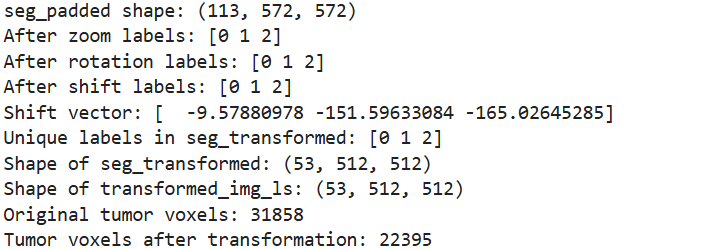 seg_padded shape: (113, 572, 572)
After zoom labels: [0 1 2]
After rotation labels: [0 1 2]
After shift labels: [0 1 2]
Shift vector: [  -9.57880978 -151.59633084 -165.02645285]
Unique labels in seg_transformed: [0 1 2]
Shape of seg_transformed: (53, 512, 512)
Shape of transformed_img_ls: (53, 512, 512)
Original tumor voxels: 31858
Tumor voxels after transformation: 22395